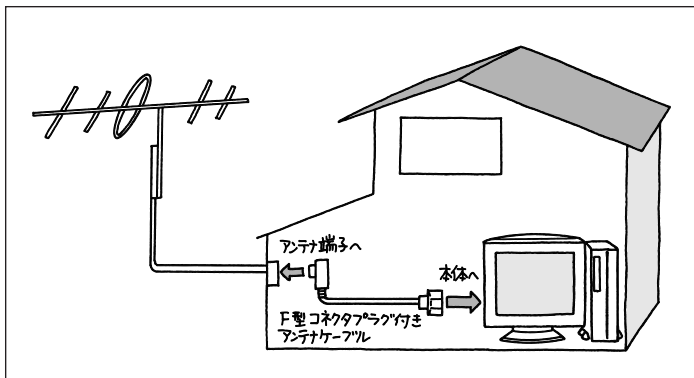 アンテナ端子へ
本体へ
F型コネクタプラグ付き
アンテナケーブル